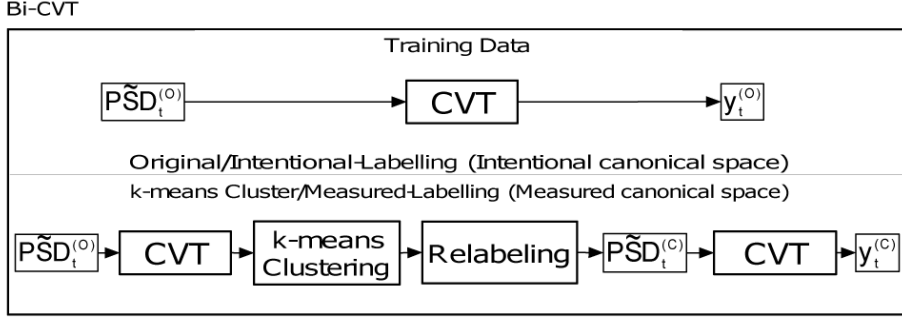 Bi-CVT
Training Data
PS̃D_t^(O) CVT y_t^(O)
Original/Intentional-Labelling (Intentional canonical space)
k-means Cluster/Measured-Labelling (Measured canonical space)
PS̃D_t^(O) CVT k-means Clustering Relabeling PS̃D_t^(C) CVT y_t^(C)